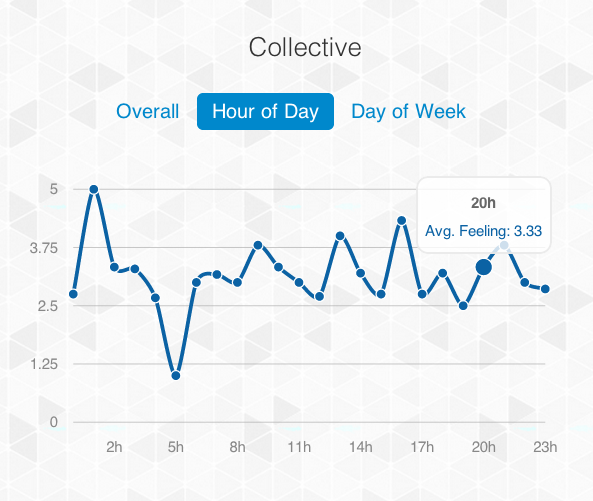 Collective
Overall
Hour of Day
Day of Week
20h
Avg. Feeling: 3.33
5
3.75
2.5
1.25
0
2h 5h 8h 11h 14h 17h 20h 23h